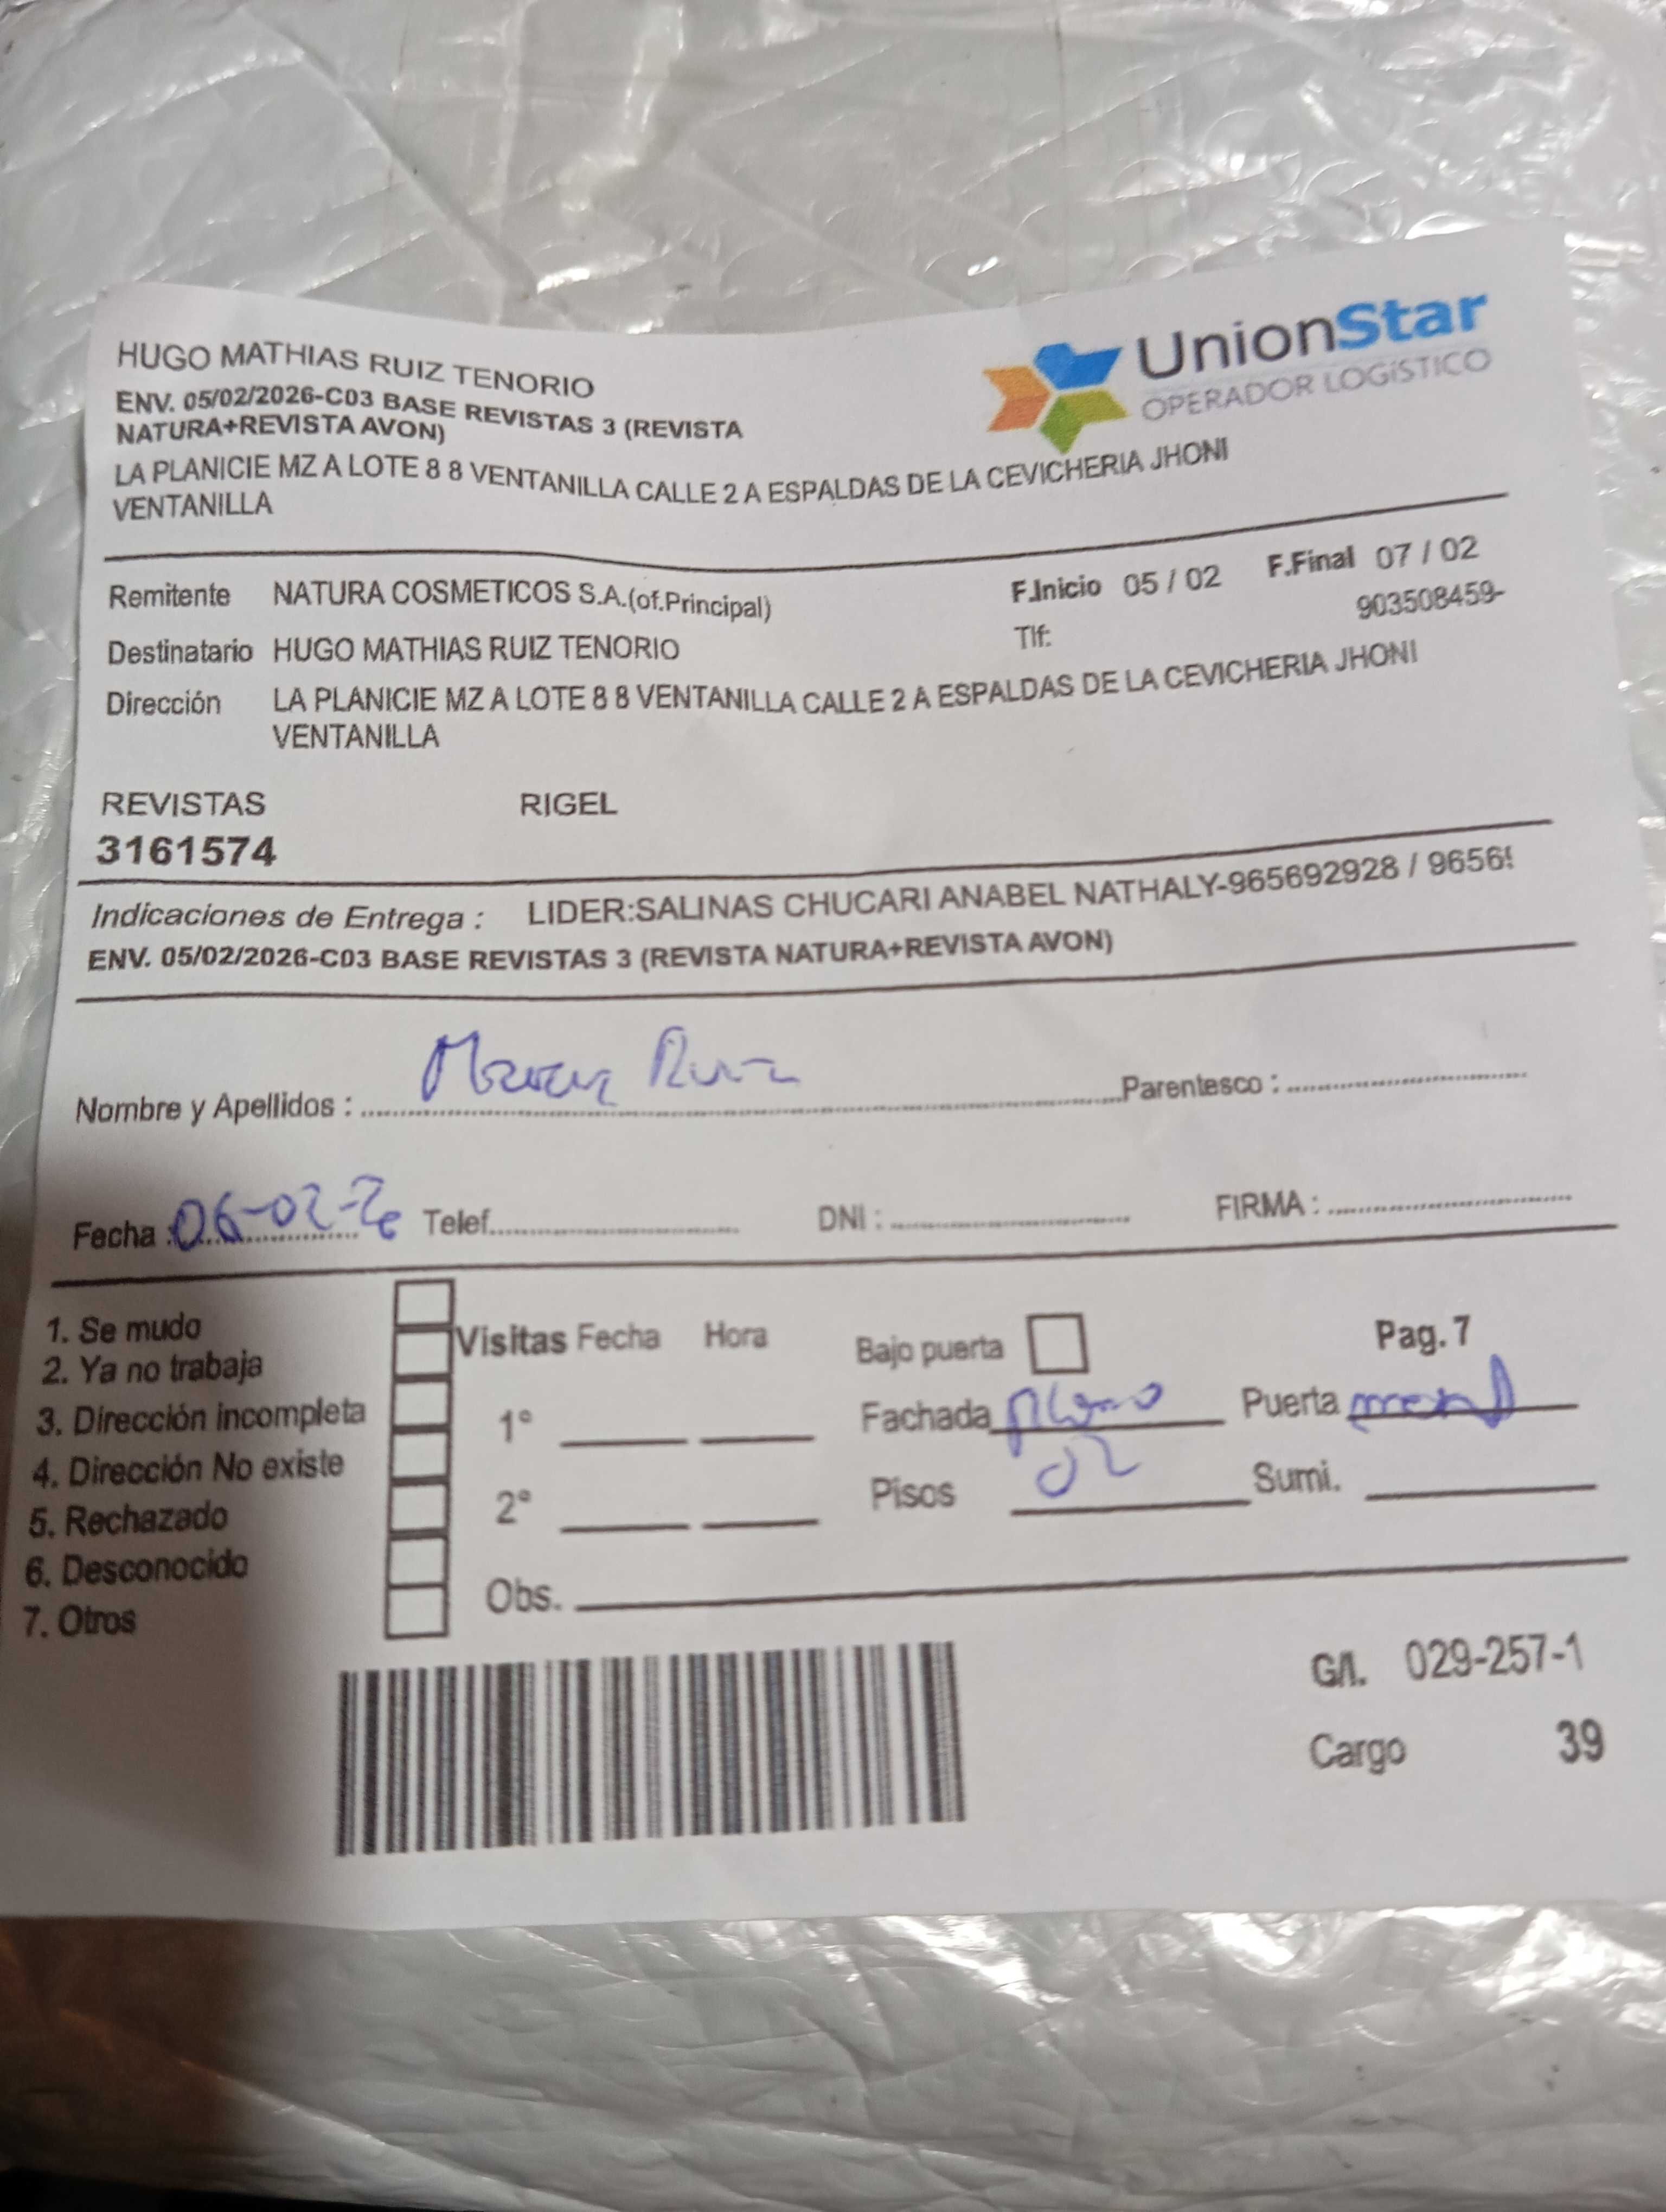 HUGO MATHIAS RUIZ TENORIO
ENV. 05/02/2026-C03 BASE REVISTAS 3 (REVISTA
NATURA+REVISTA AVON)
LA PLANICIE MZ A LOTE 8 8 VENTANILLA CALLE 2 A ESPALDAS DE LA CEVICHERIA JHONI
VENTANILLA
UnionStar
OPERADOR LOGÍSTICO
Remitente NATURA COSMETICOS S.A.(of.Principal) F.Inicio 05 / 02 F.Final 07 / 02
Destinatario HUGO MATHIAS RUIZ TENORIO Tlf: 903508459-
Dirección LA PLANICIE MZ A LOTE 8 8 VENTANILLA CALLE 2 A ESPALDAS DE LA CEVICHERIA JHONI
VENTANILLA
REVISTAS RIGEL
3161574
Indicaciones de Entrega : LIDER:SALINAS CHUCARI ANABEL NATHALY-965692928 / 9656
ENV. 05/02/2026-C03 BASE REVISTAS 3 (REVISTA NATURA+REVISTA AVON)
Nombre y Apellidos : Ruiz Parentesco :
Fecha : 06-02-26 Telef. DNI : FIRMA :
1. Se mudo
2. Ya no trabaja
3. Dirección incompleta
4. Dirección No existe
5. Rechazado
6. Desconocido
7. Otros
Visitas Fecha Hora
1°
2°
Obs.
Bajo puerta Pag. 7
Fachada Puerta
Pisos 02 Sumi.
G/l. 029-257-1
Cargo 39